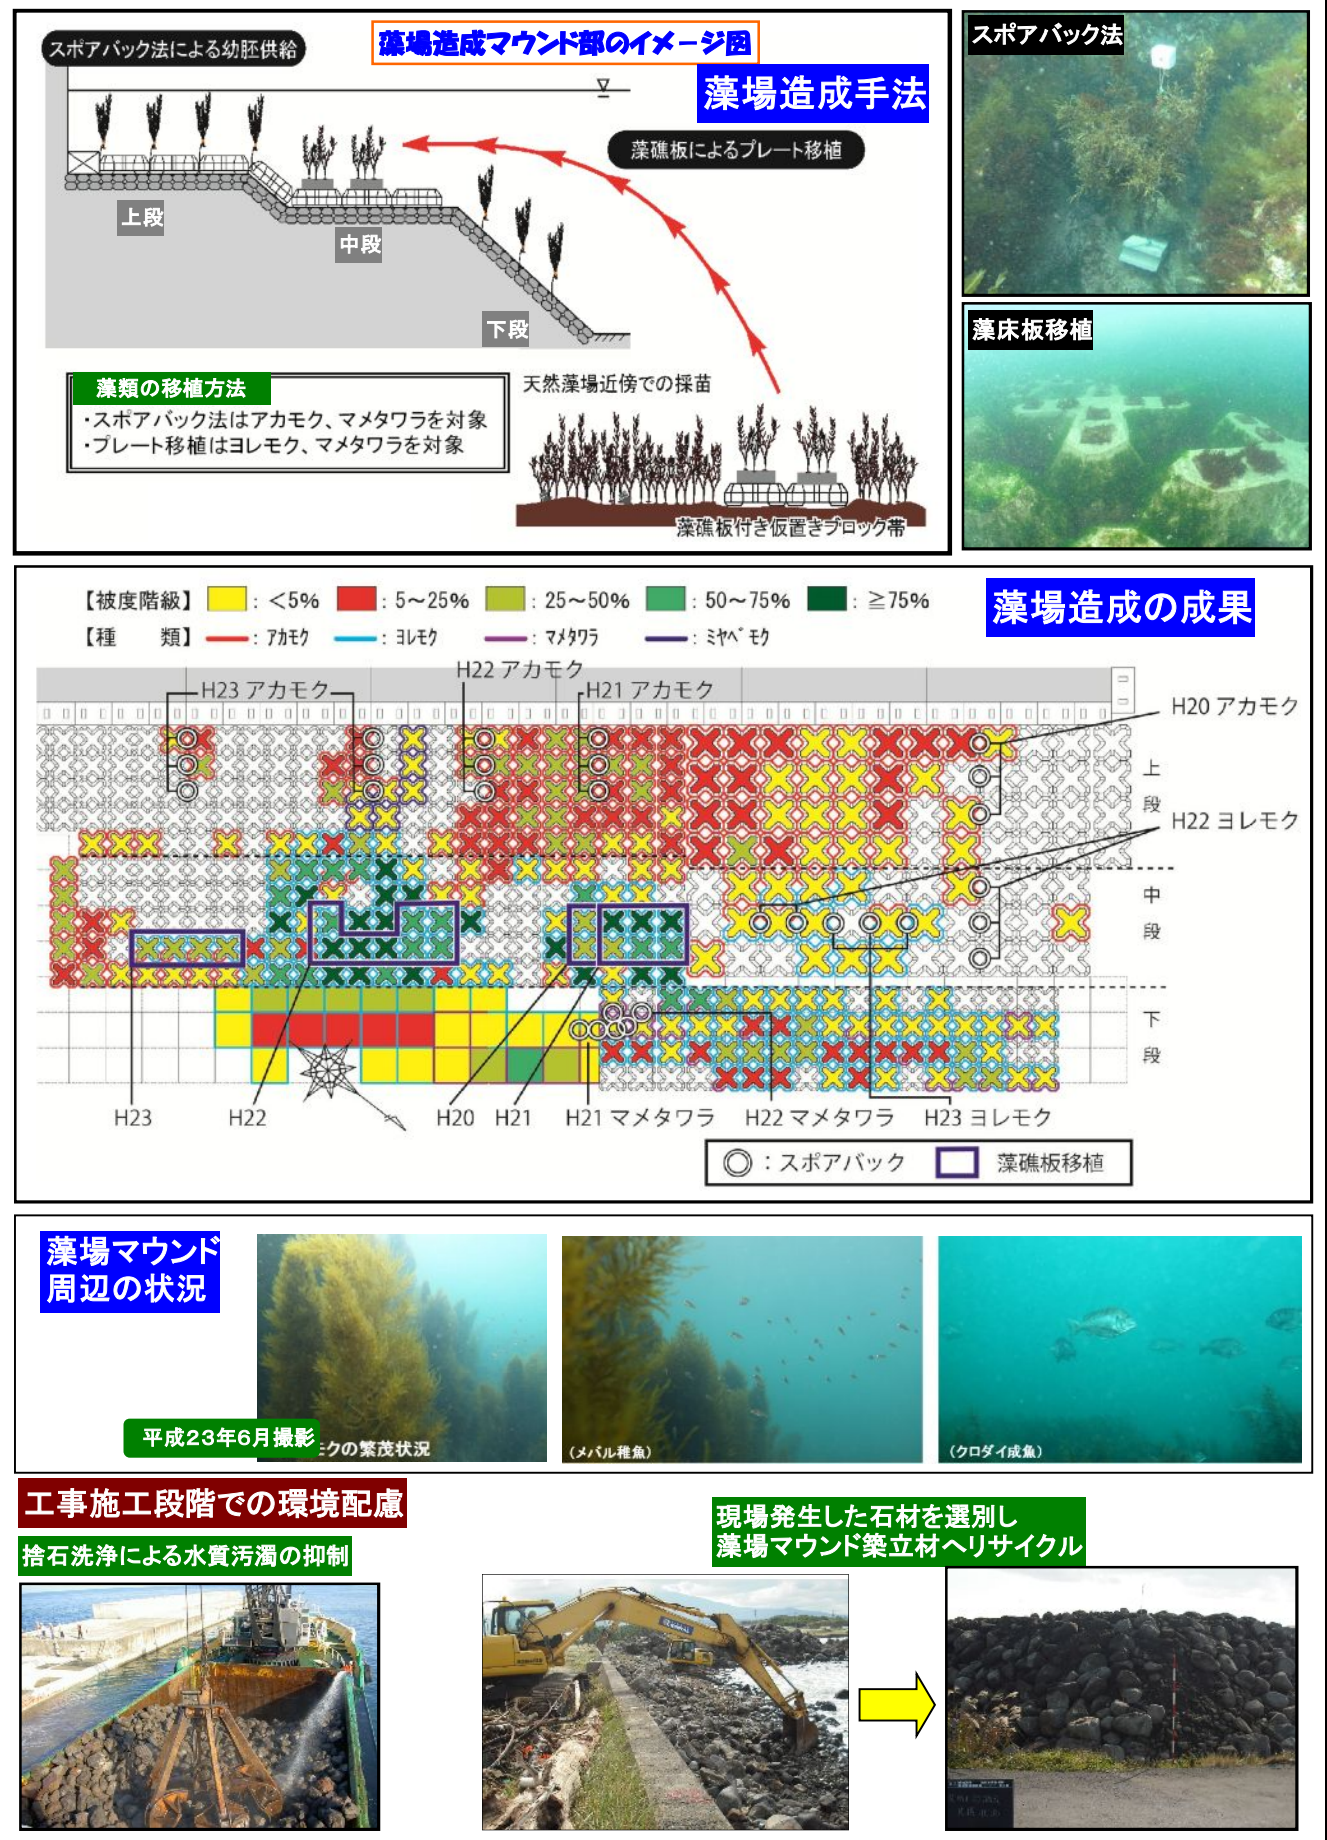 スポアバック法による幼胚供給
藻場造成マウンド部のイメージ図
藻場造成手法
藻礁板によるプレート移植
上段
中段
下段
藻類の移植方法
・スポアバック法はアカモク、マメタワラを対象
・プレート移植はヨレモク、マメタワラを対象
天然藻場近傍での採苗
藻礁板付き仮置きブロック帯
スポアバック法
藻床板移植
【被度階級】 ：＜5% ：5～25% ：25～50% ：50～75% ：≧75%
【種　類】 ：アカモク ：ヨレモク ：マメタワラ ：ミヤベモク
藻場造成の成果
H22 アカモク
H23 アカモク
H21 アカモク
H20 アカモク
上段
H22 ヨレモク
中段
下段
H23
H22
H20
H21
H21 マメタワラ
H22 マメタワラ
H23 ヨレモク
：スポアバック
藻礁板移植
藻場マウンド
周辺の状況
平成23年6月撮影
モクの繁茂状況
（メバル稚魚）
（クロダイ成魚）
工事施工段階での環境配慮
捨石洗浄による水質汚濁の抑制
現場発生した石材を選別し
藻場マウンド築立材へリサイクル